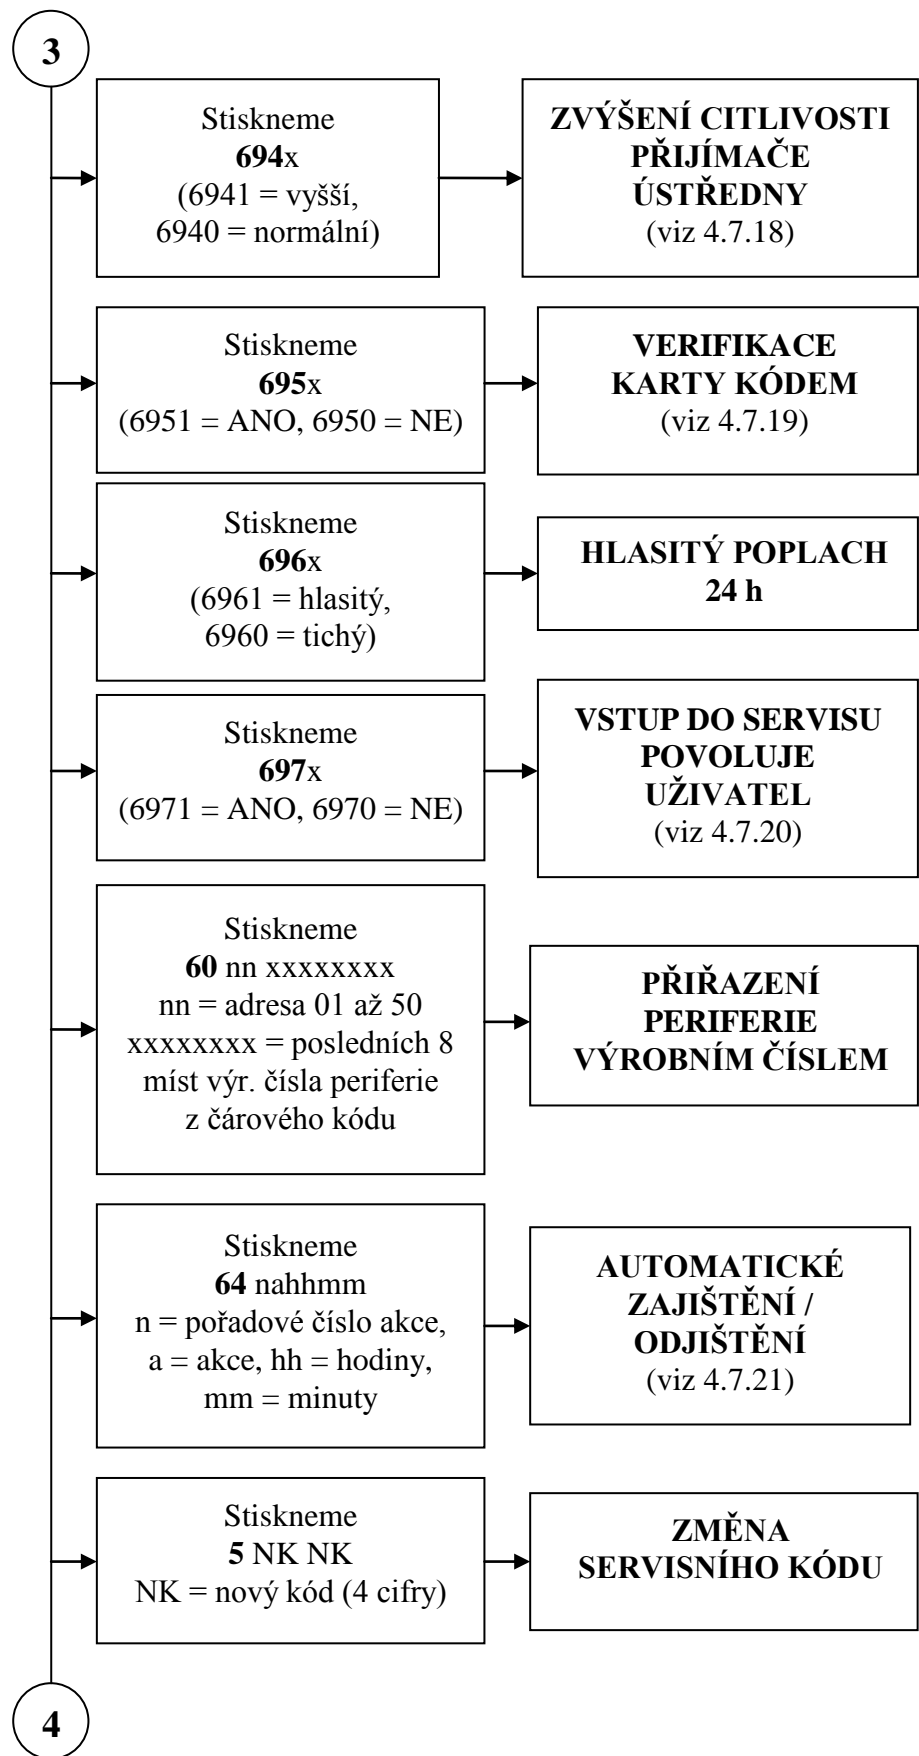 3
Stiskneme
694x
(6941 = vyšší,
6940 = normální)
ZVÝŠENÍ CITLIVOSTI
PŘIJÍMAČE
ÚSTŘEDNY
(viz 4.7.18)
Stiskneme
695x
(6951 = ANO, 6950 = NE)
VERIFIKACE
KARTY KÓDEM
(viz 4.7.19)
Stiskneme
696x
(6961 = hlasitý,
6960 = tichý)
HLASITÝ POPLACH
24 h
Stiskneme
697x
(6971 = ANO, 6970 = NE)
VSTUP DO SERVISU
POVOLUJE
UŽIVATEL
(viz 4.7.20)
Stiskneme
60 nn xxxxxxxx
nn = adresa 01 až 50
xxxxxxxx = posledních 8
míst výr. čísla periferie
z čárového kódu
PŘIŘAZENÍ
PERIFERIE
VÝROBNÍM ČÍSLEM
Stiskneme
64 nahhmm
n = pořadové číslo akce,
a = akce, hh = hodiny,
mm = minuty
AUTOMATICKÉ
ZAJIŠTĚNÍ /
ODJIŠTĚNÍ
(viz 4.7.21)
Stiskneme
5 NK NK
NK = nový kód (4 cifry)
ZMĚNA
SERVISNÍHO KÓDU
4